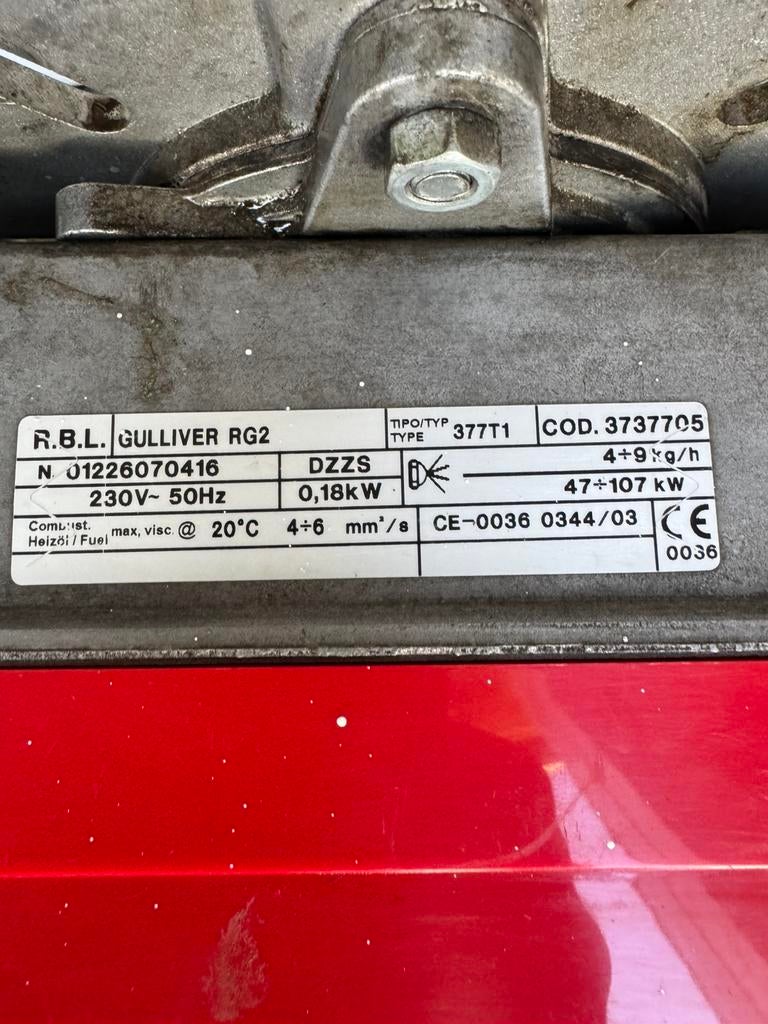 R.B.L. GULLIVER RG2 TIPO/TYP TYPE 377T1 COD. 3737705
N. 01226070416 DZZS 4÷9 kg/h
230V~ 50Hz 0,18kW 47÷107 kW
Combust. Heizöl / Fuel max, visc. @ 20°C 4÷6 mm²/s CE-0036 0344/03 CE
0036